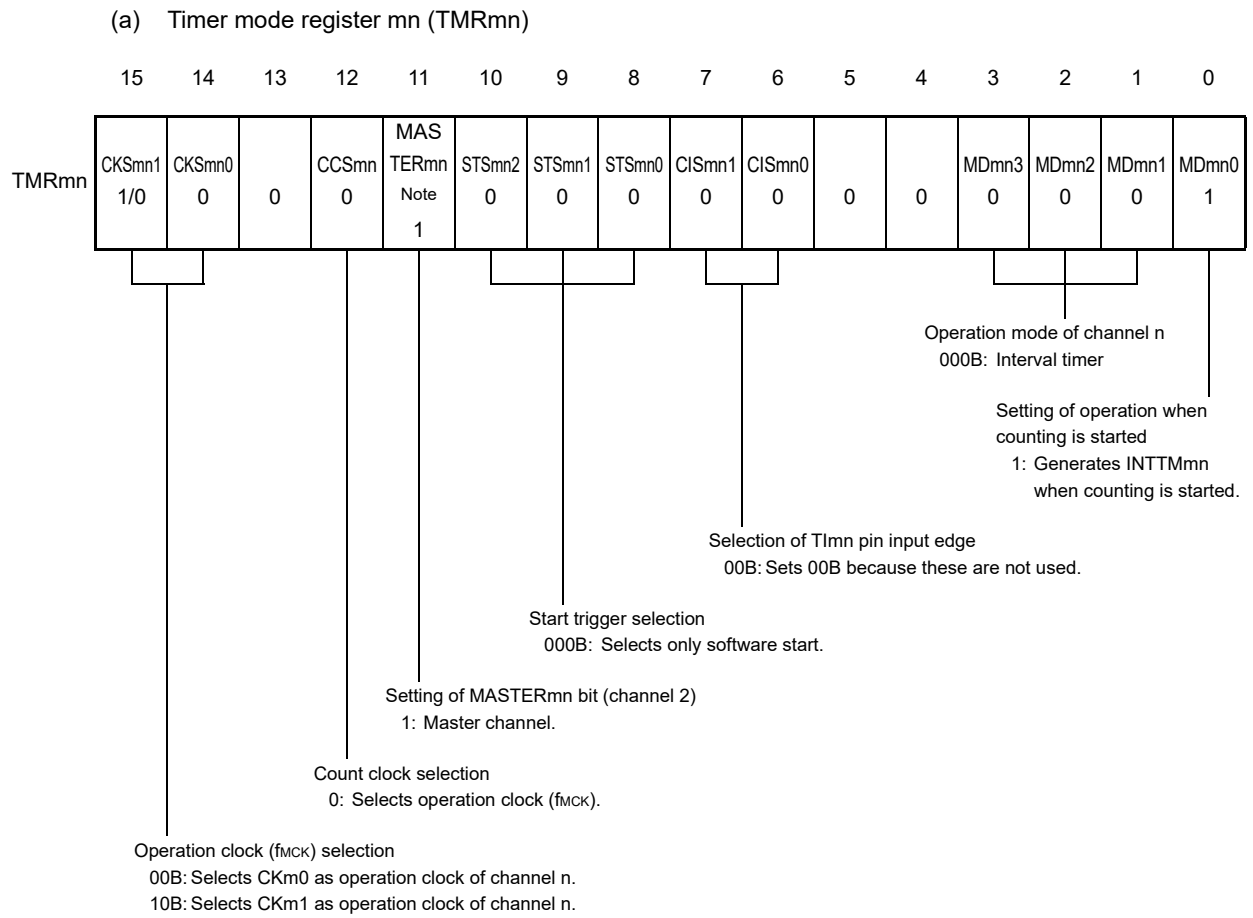 (a) Timer mode register mn (TMRmn)
15 14 13 12 11 10 9 8 7 6 5 4 3 2 1 0
TMRmn
CKSmn1 1/0
CKSmn0 0
0
CCSmn 0
MAS
TERmn
Note
1
STSmn2 0
STSmn1 0
STSmn0 0
CISmn1 0
CISmn0 0
0
0
MDmn3 0
MDmn2 0
MDmn1 0
MDmn0 1
Operation mode of channel n
000B: Interval timer
Setting of operation when
counting is started
1: Generates INTTMmn
when counting is started.
Selection of TImn pin input edge
00B: Sets 00B because these are not used.
Start trigger selection
000B: Selects only software start.
Setting of MASTERmn bit (channel 2)
1: Master channel.
Count clock selection
0: Selects operation clock (fMCK).
Operation clock (fMCK) selection
00B: Selects CKm0 as operation clock of channel n.
10B: Selects CKm1 as operation clock of channel n.